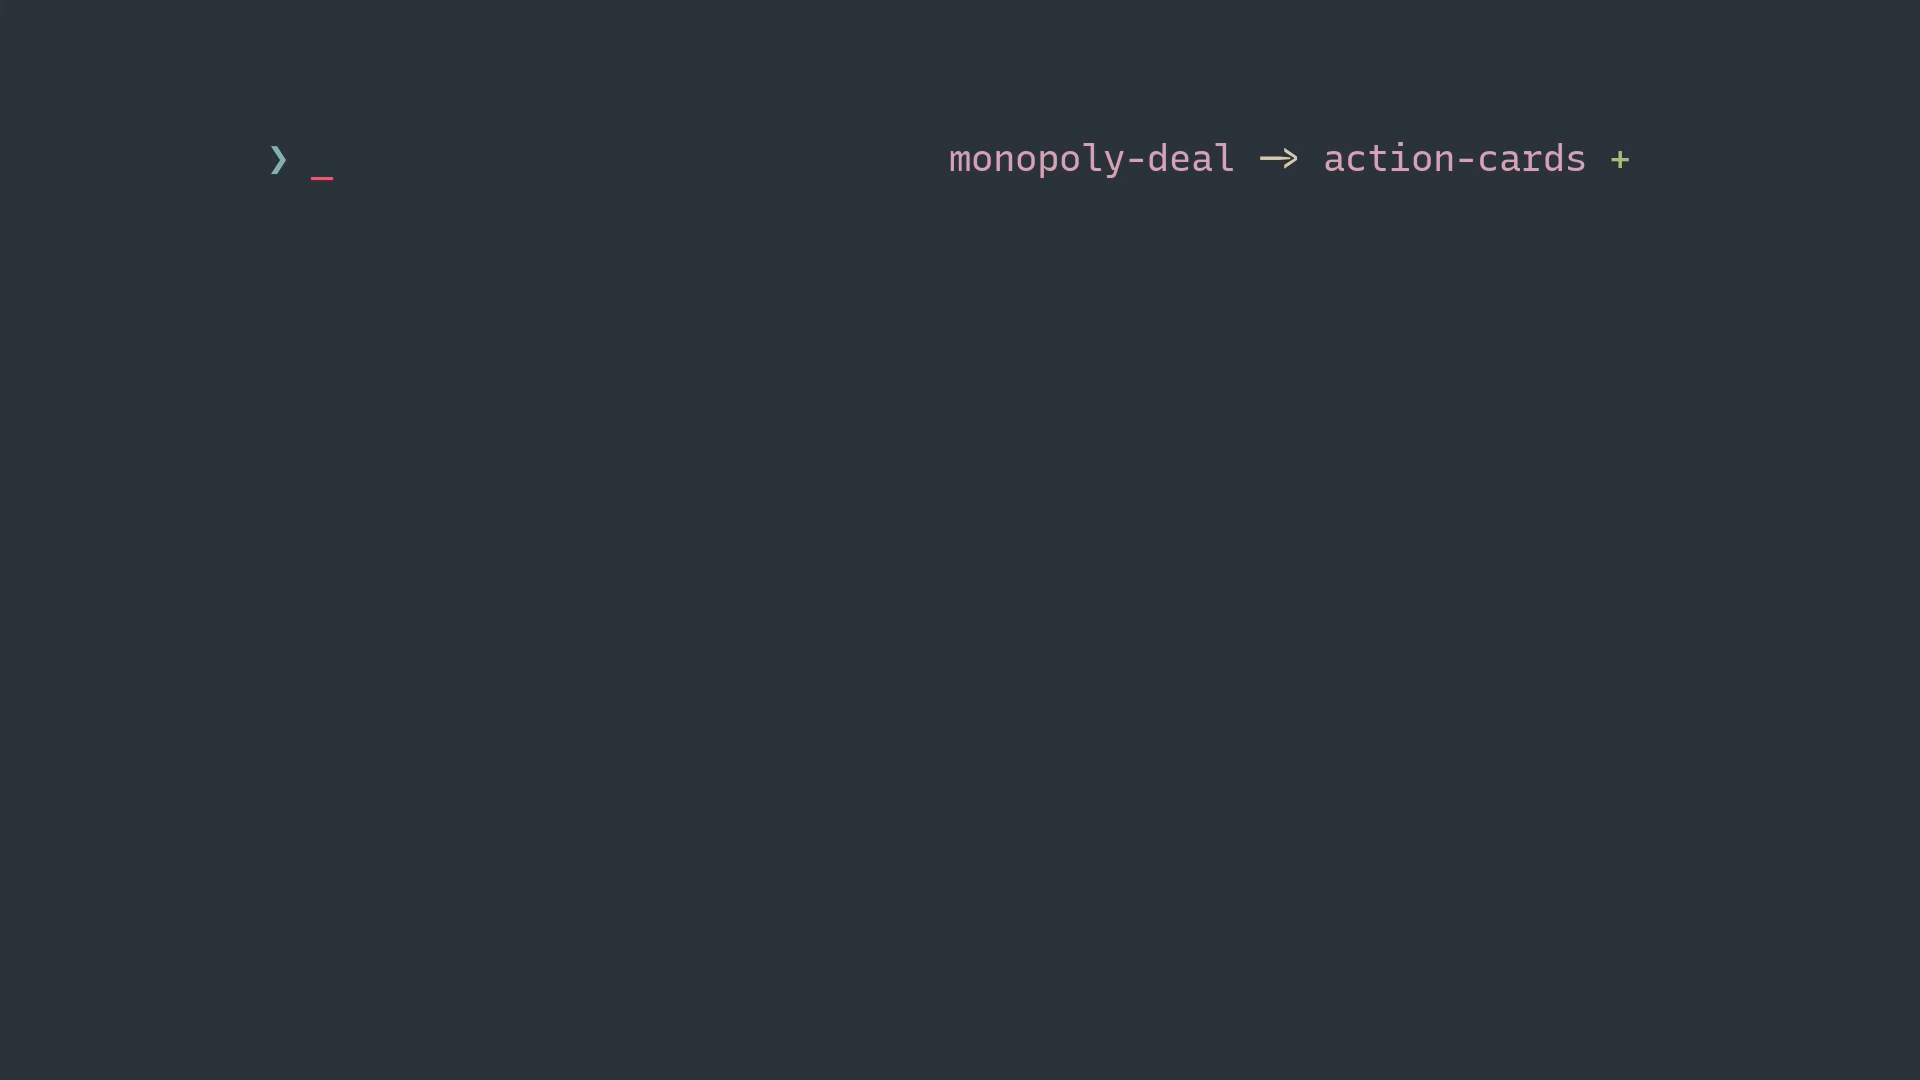 ❯ _ monopoly-deal —> action-cards +